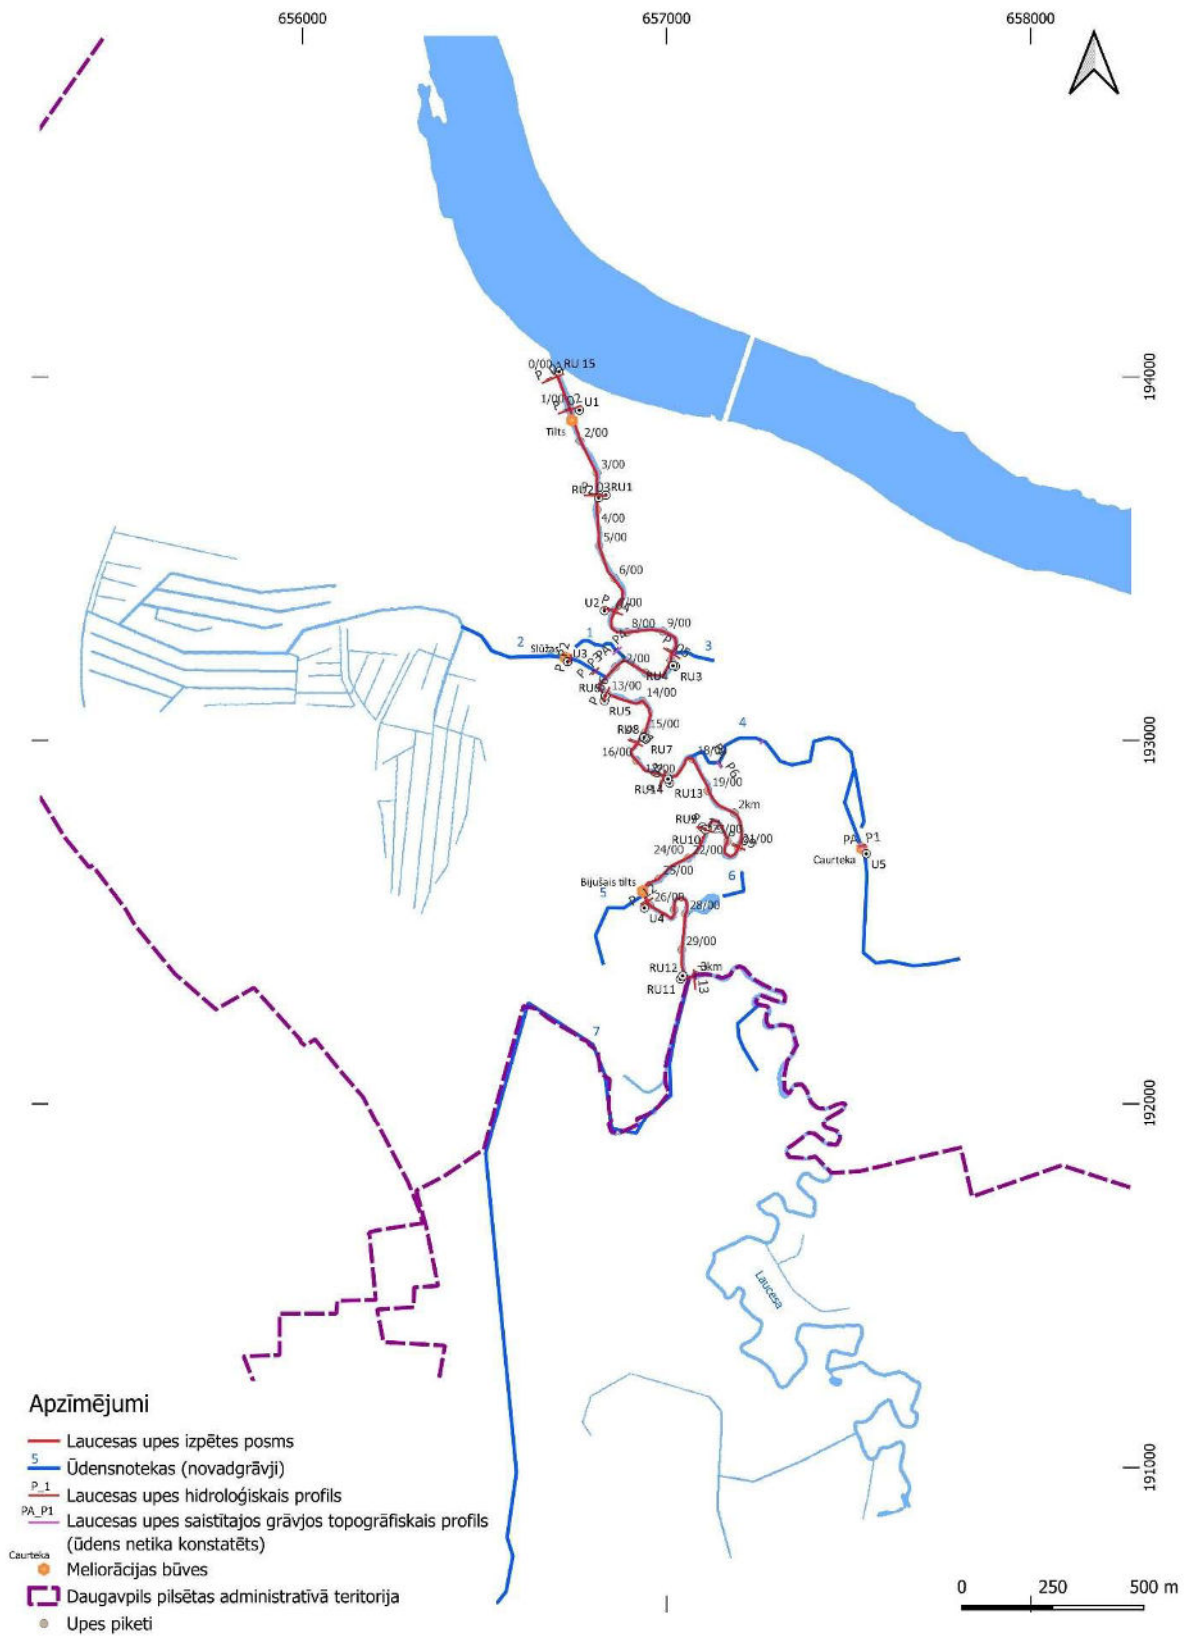 656000
657000
658000
194000
193000
192000
191000
0/00
RU 15
1/00
U1
Tilts
2/00
3/00
RU2
RU1
4/00
5/00
6/00
U2
8/00
9/00
1
2
3
Slūžas
U3
RU4
RU3
RU6
13/00
14/00
RU5
15/00
RU8
RU7
16/00
18/00
4
RU14
RU13
19/00
2km
RU9
RU10
21/00
24/00
22/00
25/00
PA_P1
Caurteka
U5
Bijušais tilts
5
6
26/00
U4
28/00
29/00
RU12
3km
RU11
7
Laucesa
Apzīmējumi
Laucesas upes izpētes posms
5
Ūdensnotekas (novadgrāvji)
P_1
Laucesas upes hidroloģiskais profils
PA_P1
Laucesas upes saistītajos grāvjos topogrāfiskais profils
(ūdens netika konstatēts)
Caurteka
Meliorācijas būves
Daugavpils pilsētas administratīvā teritorija
Upes piketi
0 250 500 m